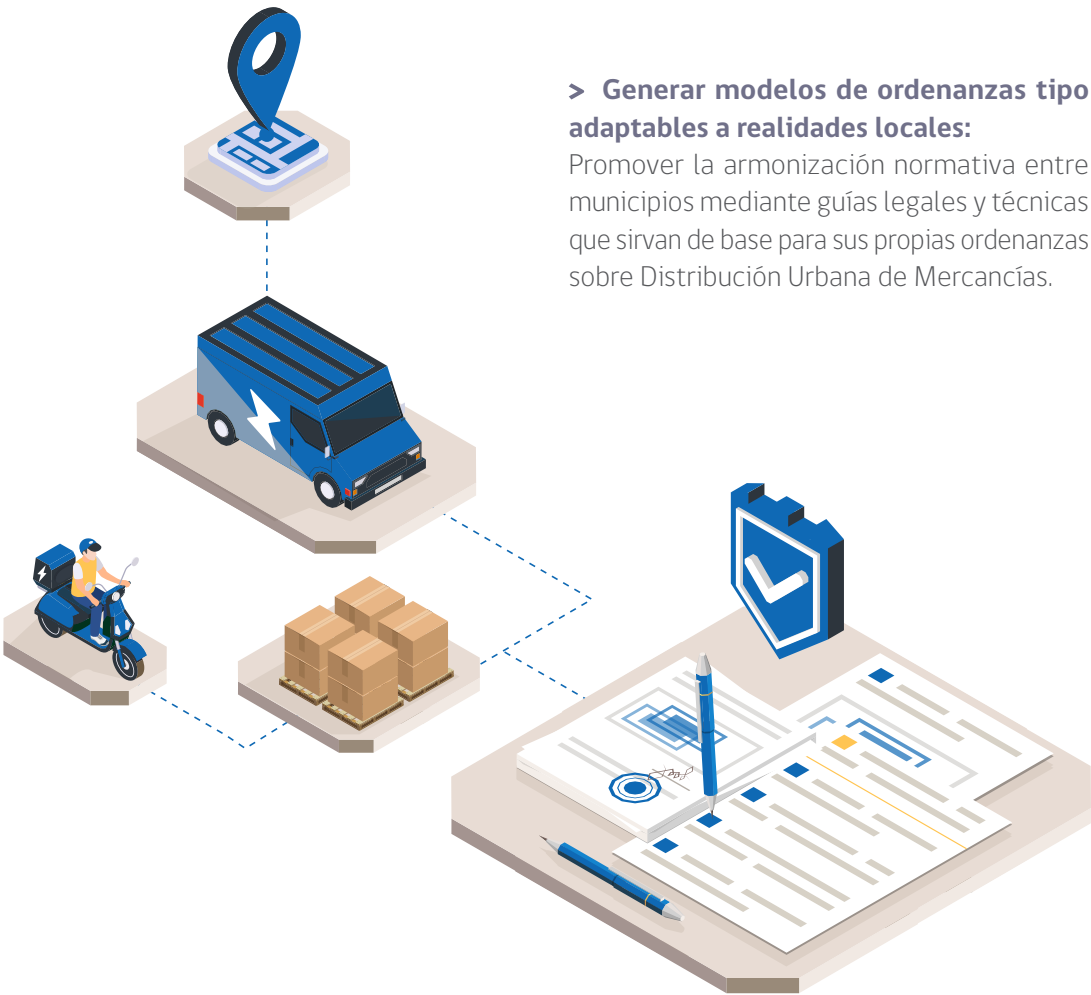 > Generar modelos de ordenanzas tipo
adaptables a realidades locales:
Promover la armonización normativa entre
municipios mediante guías legales y técnicas
que sirvan de base para sus propias ordenanzas
sobre Distribución Urbana de Mercancías.